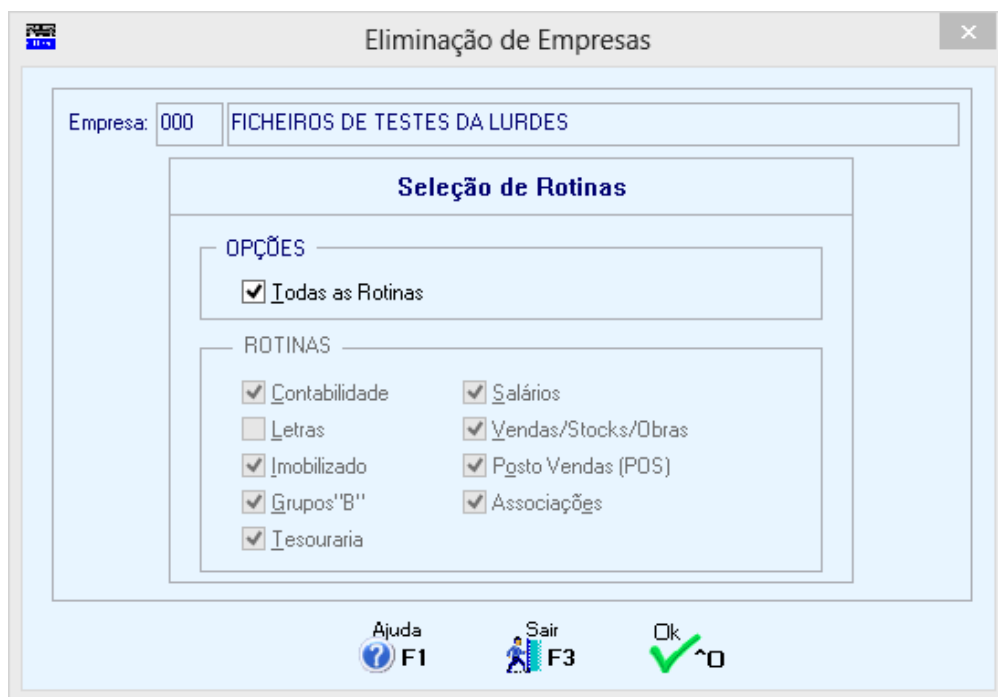 Eliminação de Empresas
Empresa: 000 FICHEIROS DE TESTES DA LURDES
Seleção de Rotinas
OPÇÕES
Todas as Rotinas
ROTINAS
Contabilidade Salários
Letras Vendas/Stocks/Obras
Imobilizado Posto Vendas (POS)
Grupos"B" Associações
Tesouraria
Ajuda Sair Ok
F1 F3 ^O